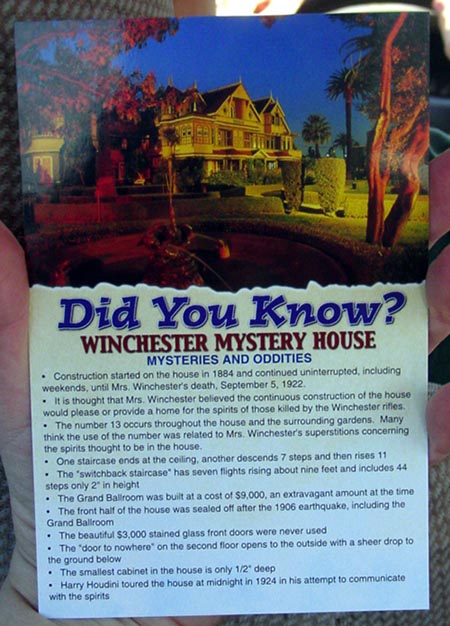 Did You Know?
WINCHESTER MYSTERY HOUSE
MYSTERIES AND ODDITIES
• Construction started on the house in 1884 and continued uninterrupted, including
weekends, until Mrs. Winchester's death, September 5, 1922.
• It is thought that Mrs. Winchester believed the continuous construction of the house
would please or provide a home for the spirits of those killed by the Winchester rifles.
• The number 13 occurs throughout the house and the surrounding gardens. Many
think the use of the number was related to Mrs. Winchester's superstitions concerning
the spirits thought to be in the house.
• One staircase ends at the ceiling, another descends 7 steps and then rises 11
• The "switchback staircase" has seven flights rising about nine feet and includes 44
steps only 2" in height
• The Grand Ballroom was built at a cost of $9,000, an extravagant amount at the time
• The front half of the house was sealed off after the 1906 earthquake, including the
Grand Ballroom
• The beautiful $3,000 stained glass front doors were never used
• The "door to nowhere" on the second floor opens to the outside with a sheer drop to
the ground below
• The smallest cabinet in the house is only 1/2" deep
• Harry Houdini toured the house at midnight in 1924 in his attempt to communicate
with the spirits